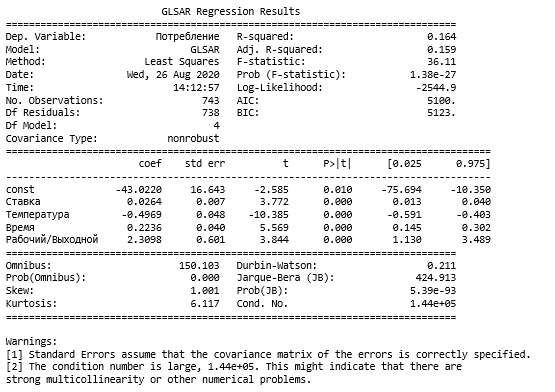 GLSAR Regression Results
==============================================================================
Dep. Variable: Потребление R-squared: 0.164
Model: GLSAR Adj. R-squared: 0.159
Method: Least Squares F-statistic: 36.11
Date: Wed, 26 Aug 2020 Prob (F-statistic): 1.38e-27
Time: 14:12:57 Log-Likelihood: -2544.9
No. Observations: 743 AIC: 5100.
Df Residuals: 738 BIC: 5123.
Df Model: 4
Covariance Type: nonrobust
==============================================================================
coef std err t P>|t| [0.025 0.975]
------------------------------------------------------------------------------
const -43.0220 16.643 -2.585 0.010 -75.694 -10.350
Ставка 0.0264 0.007 3.772 0.000 0.013 0.040
Температура -0.4969 0.048 -10.385 0.000 -0.591 -0.403
Время 0.2236 0.040 5.569 0.000 0.145 0.302
Рабочий/Выходной 2.3098 0.601 3.844 0.000 1.130 3.489
==============================================================================
Omnibus: 150.103 Durbin-Watson: 0.211
Prob(Omnibus): 0.000 Jarque-Bera (JB): 424.913
Skew: 1.001 Prob(JB): 5.39e-93
Kurtosis: 6.117 Cond. No. 1.44e+05
==============================================================================
Warnings:
[1] Standard Errors assume that the covariance matrix of the errors is correctly specified.
[2] The condition number is large, 1.44e+05. This might indicate that there are
strong multicollinearity or other numerical problems.